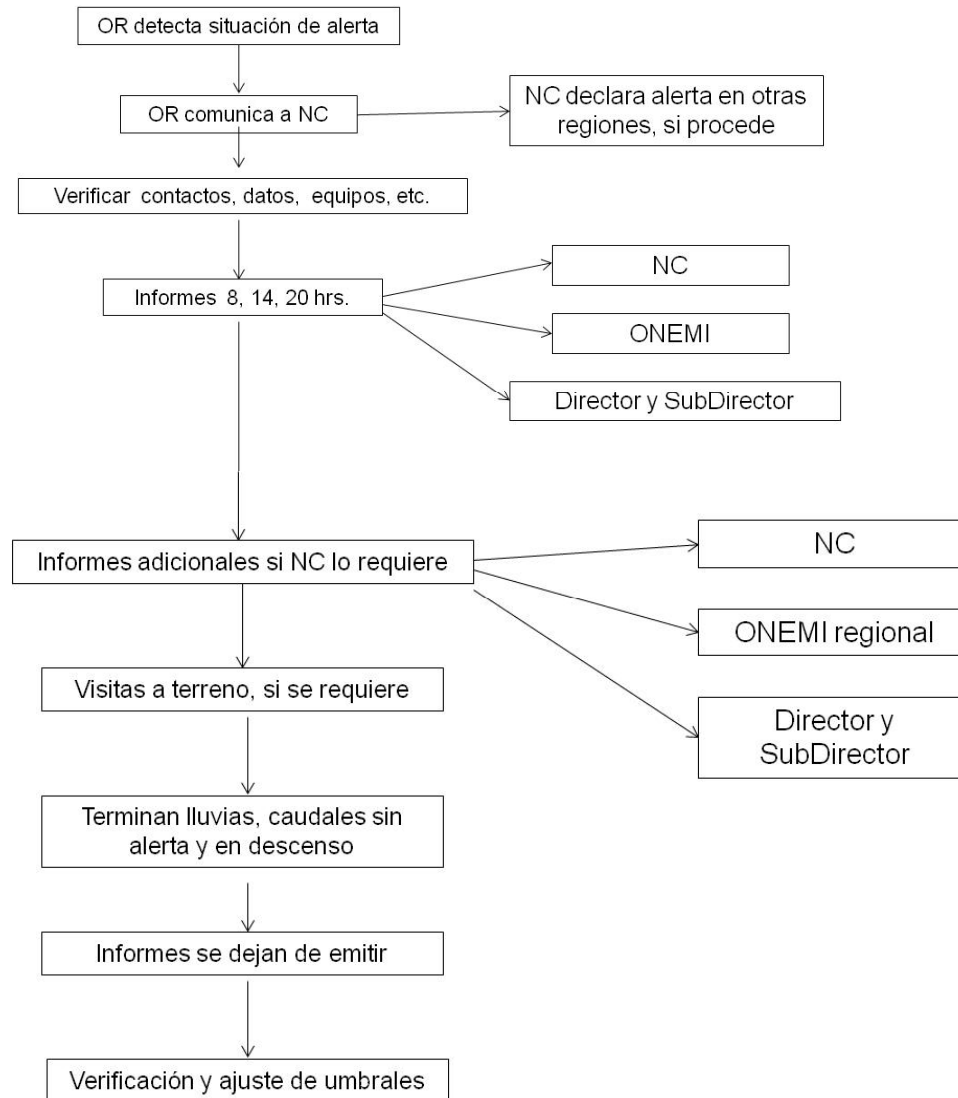 OR detecta situación de alerta
OR comunica a NC
NC declara alerta en otras
regiones, si procede
Verificar contactos, datos, equipos, etc.
Informes 8, 14, 20 hrs.
NC
ONEMI
Director y SubDirector
Informes adicionales si NC lo requiere
NC
ONEMI regional
Director y
SubDirector
Visitas a terreno, si se requiere
Terminan lluvias, caudales sin
alerta y en descenso
Informes se dejan de emitir
Verificación y ajuste de umbrales